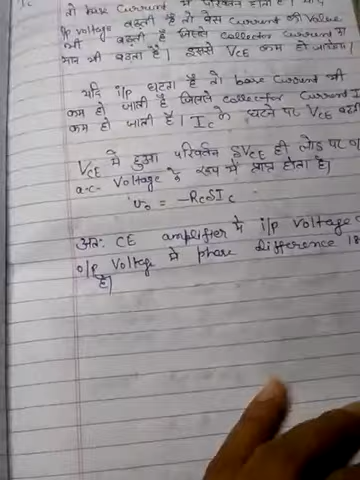 तो base current में परिवर्तन होता है। यदि
i/p voltage बढ़ती है तो बेस current की value
भी बढ़ती है जिससे collector current का
मान भी बढ़ता है। इससे VCE कम हो जायेगा।
यदि i/p घटता है तो base current भी
कम हो जाती है जिससे collector current I
कम हो जाती है। Ic के घटने पर VCE बढ़ती
VCE में हुआ परिवर्तन δVCE ही लोड पर o/
a.c. voltage के रूप में प्राप्त होता है।
v₀ = -RcδIc
अतः CE amplifier में i/p voltage
o/p voltage में phase difference 18
है।